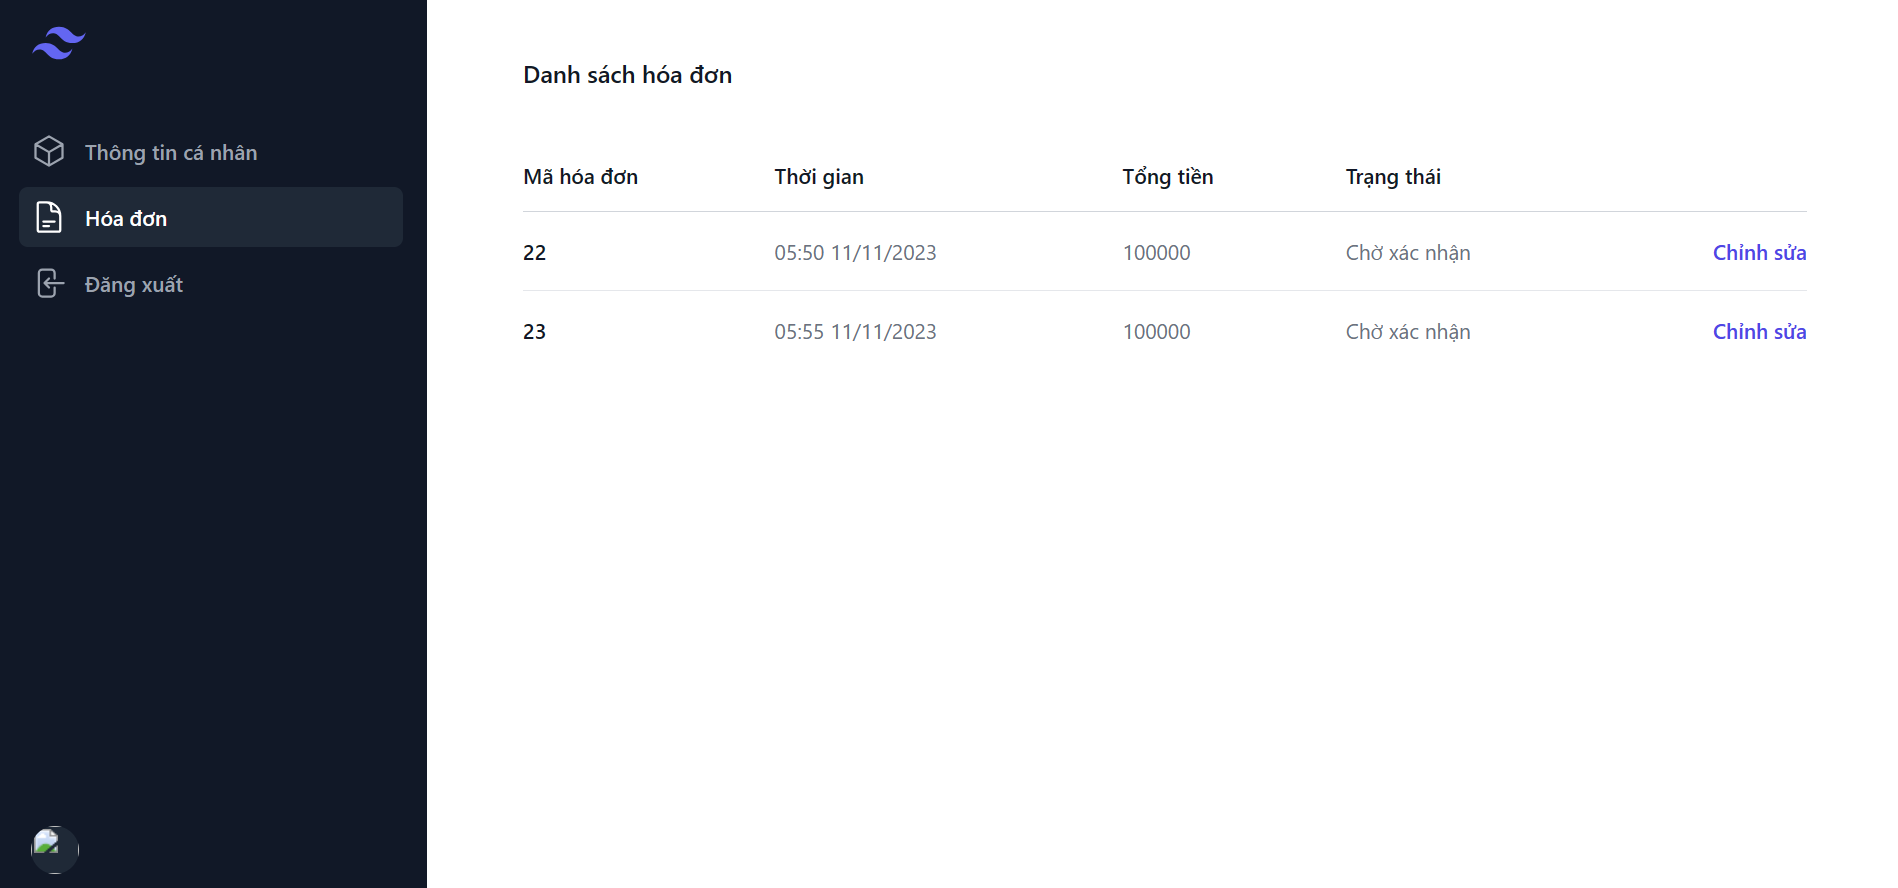 Thông tin cá nhân
Hóa đơn
Đăng xuất
Danh sách hóa đơn
Mã hóa đơn Thời gian Tổng tiền Trạng thái
22 05:50 11/11/2023 100000 Chờ xác nhận Chỉnh sửa
23 05:55 11/11/2023 100000 Chờ xác nhận Chỉnh sửa